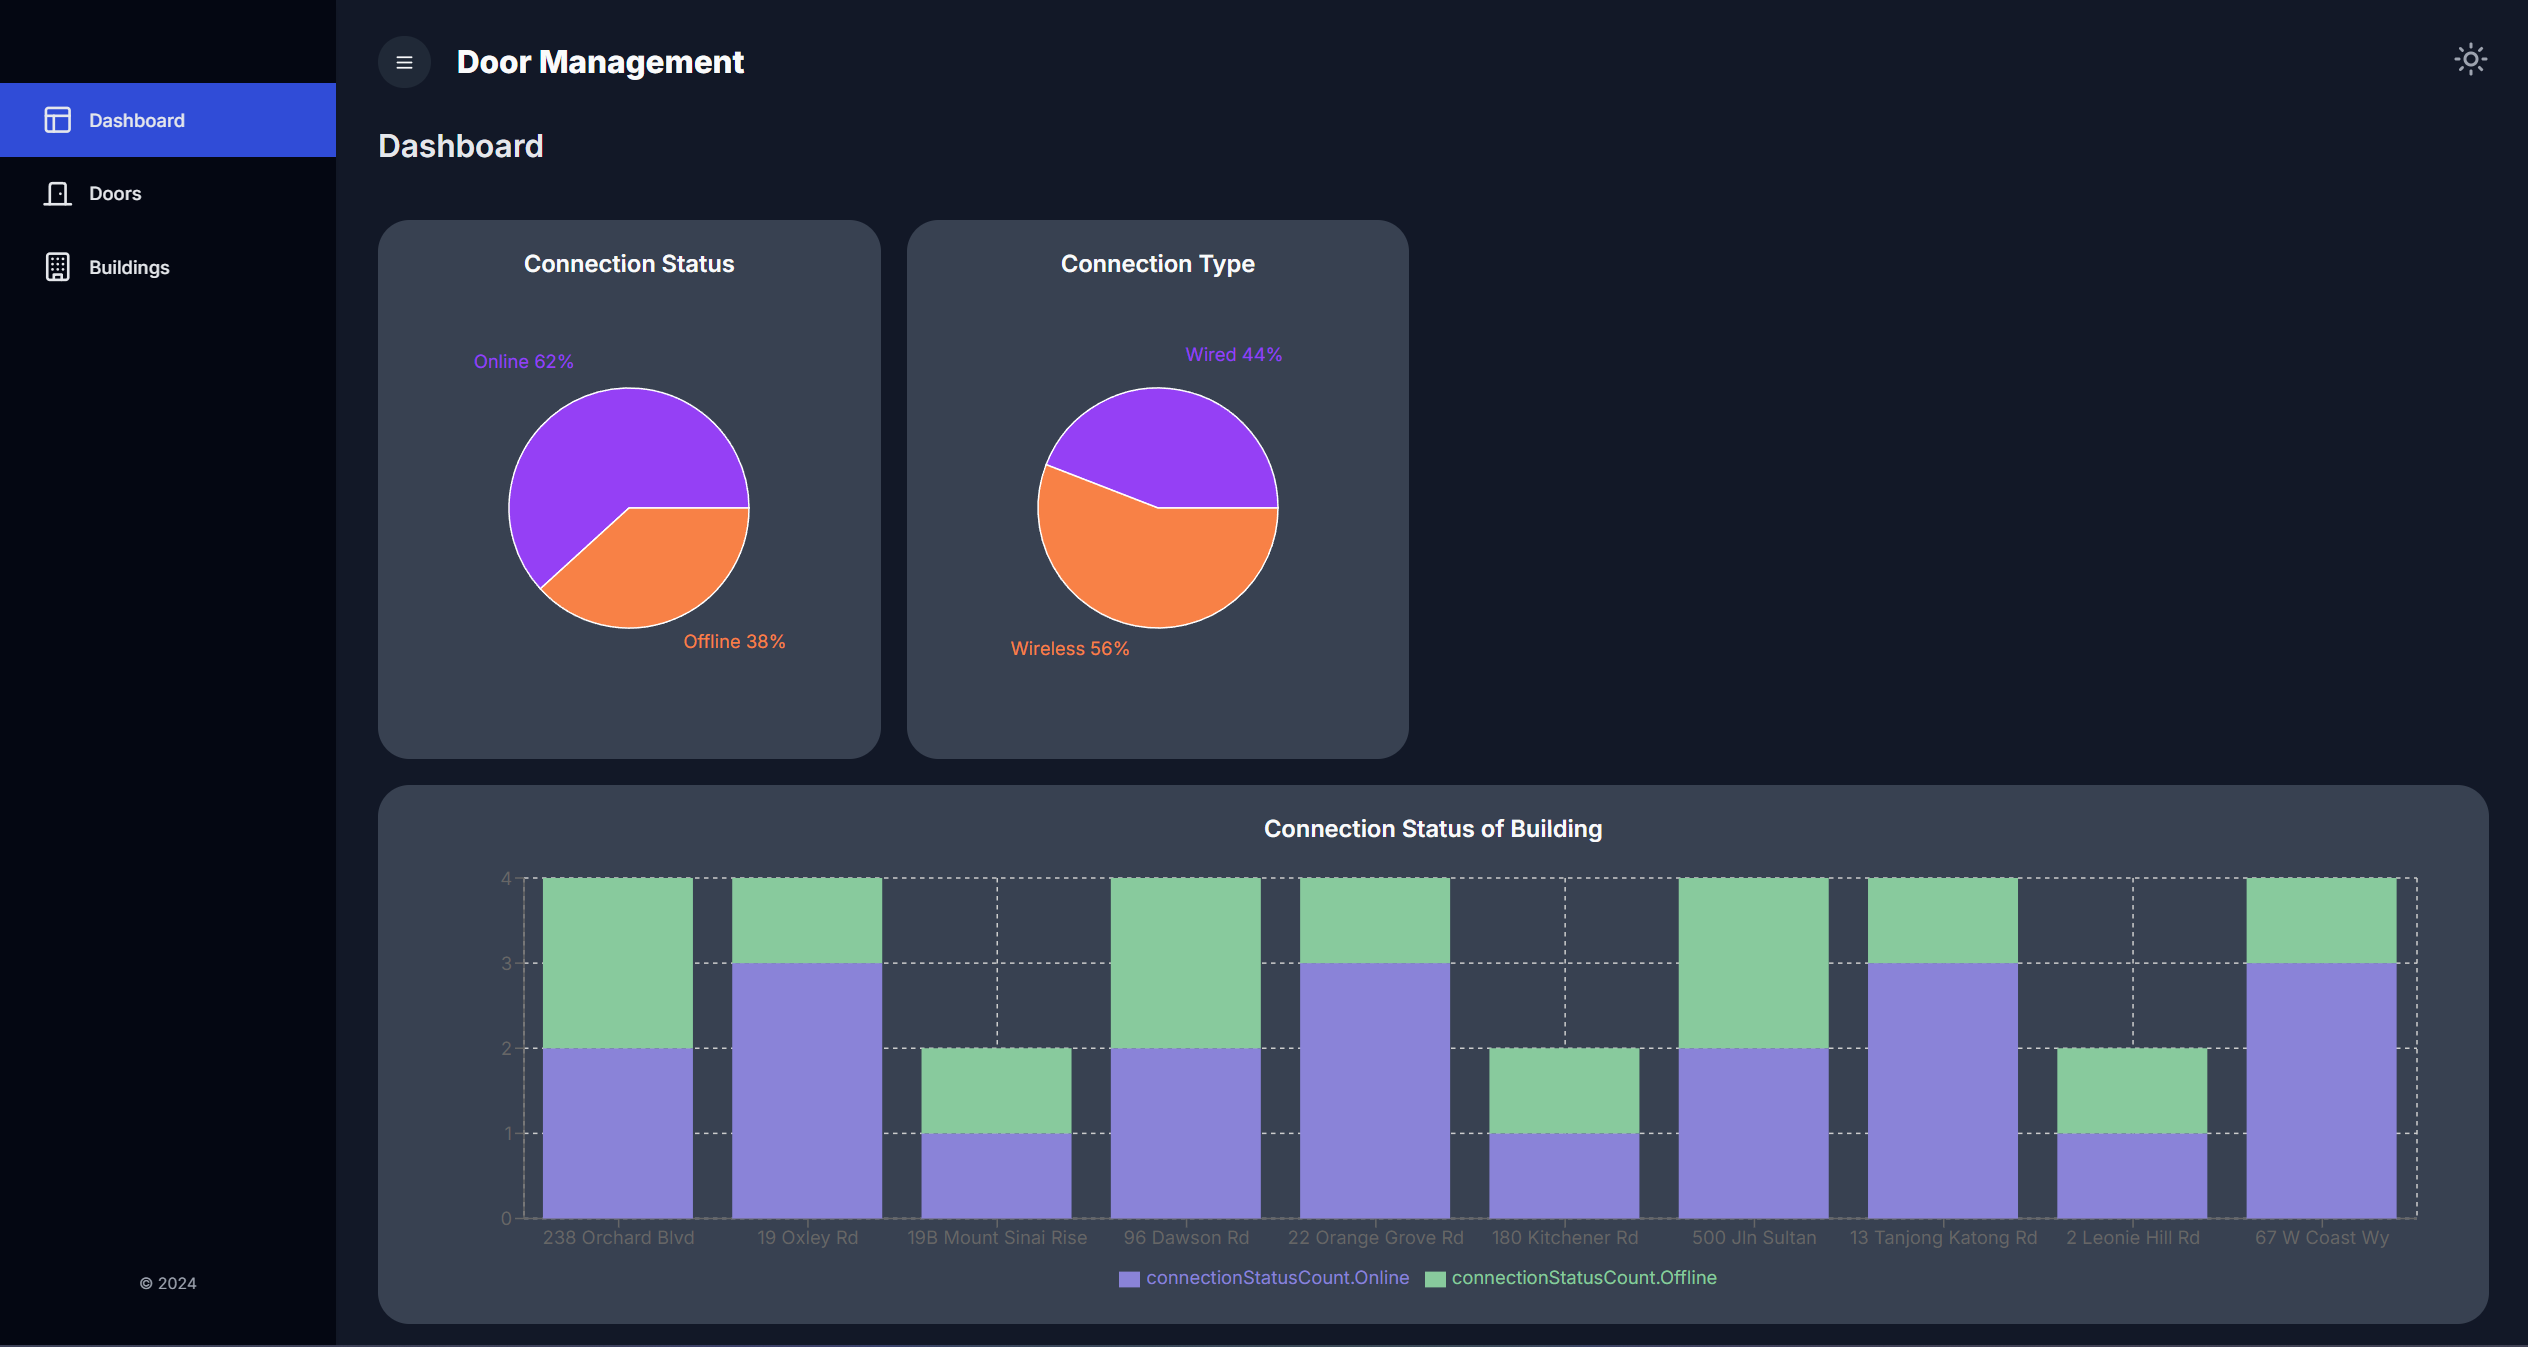 Door Management
Dashboard
Doors
Buildings
© 2024
Dashboard
Connection Status
Online 62%
Offline 38%
Connection Type
Wired 44%
Wireless 56%
Connection Status of Building
4
3
2
1
0
238 Orchard Blvd 19 Oxley Rd 19B Mount Sinai Rise 96 Dawson Rd 22 Orange Grove Rd 180 Kitchener Rd 500 Jln Sultan 13 Tanjong Katong Rd 2 Leonie Hill Rd 67 W Coast Wy
connectionStatusCount.Online connectionStatusCount.Offline